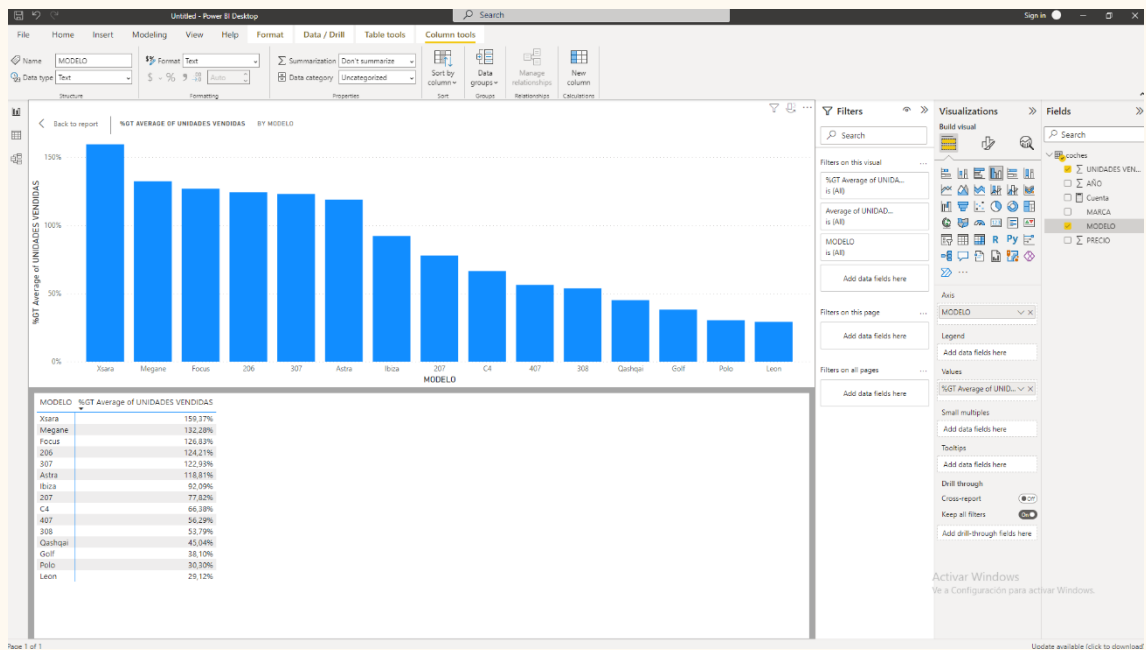 Untitled - Power BI Desktop
Search
Sign in
File Home Insert Modeling View Help Format Data / Drill Table tools Column tools
Name MODELO
Data type Text
Structure
$% Format Text
$ - % Auto
Formatting
Σ Summarization Don't summarize
Data category Uncategorized
Properties
Sort by column
Sort
Data groups
Groups
Manage relationships
Relationships
New column
Calculations
Back to report
%GT AVERAGE OF UNIDADES VENDIDAS BY MODELO
%GT Average of UNIDADES VENDIDAS
150%
100%
50%
0%
Xsara Megane Focus 206 307 Astra Ibiza 207 C4 407 308 Qashqai Golf Polo Leon
MODELO
MODELO %GT Average of UNIDADES VENDIDAS
Xsara 159,37%
Megane 132,28%
Focus 126,83%
206 124,21%
307 122,93%
Astra 118,81%
Ibiza 92,09%
207 77,82%
C4 66,38%
407 56,29%
308 53,79%
Qashqai 45,04%
Golf 38,10%
Polo 30,30%
Leon 29,12%
Filters
Search
Filters on this visual
%GT Average of UNIDA...
is (All)
Average of UNIDAD...
is (All)
MODELO
is (All)
Add data fields here
Filters on this page
Add data fields here
Filters on all pages
Add data fields here
Visualizations
Build visual
R Py
Axis
MODELO
Legend
Add data fields here
Values
%GT Average of UNID...
Small multiples
Add data fields here
Tooltips
Add data fields here
Drill through
Cross-report
Off
Keep all filters
On
Add drill-through fields here
Fields
Search
coches
Σ UNIDADES VEN...
Σ AÑO
Cuenta
MARCA
MODELO
Σ PRECIO
Activar Windows
Ve a Configuración para activar Windows.
Page 1 of 1
Update available (click to download)